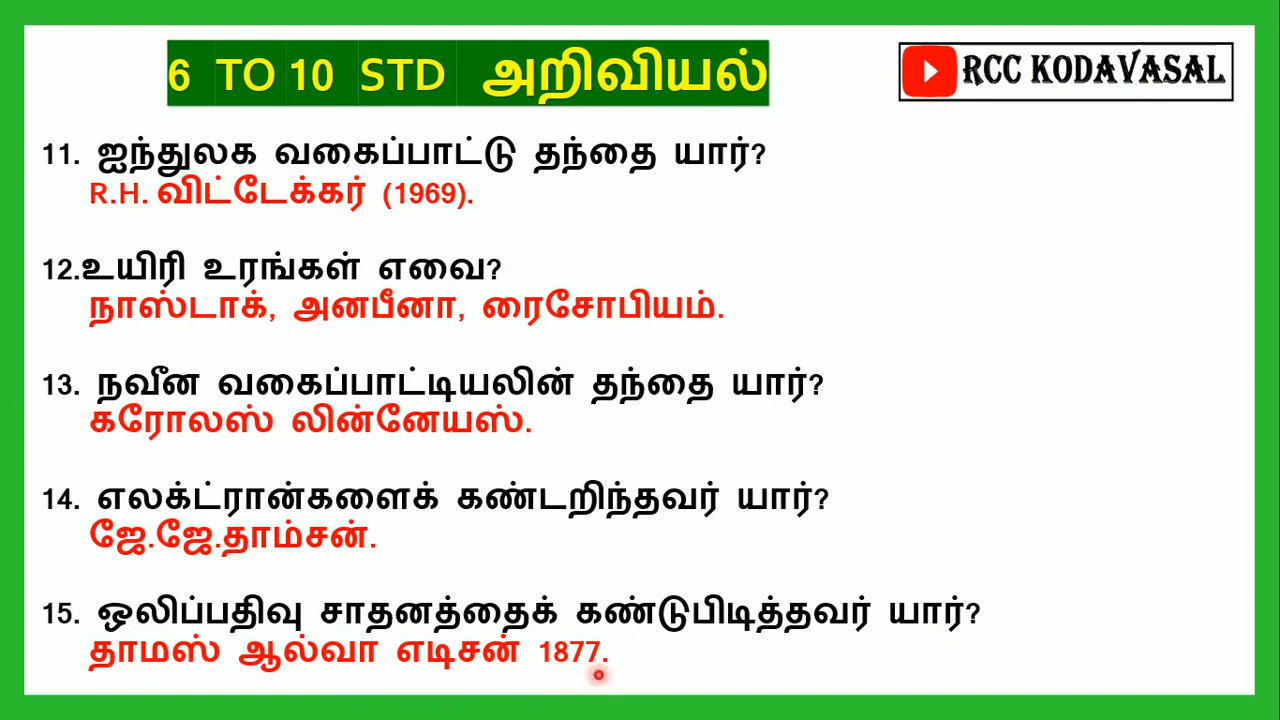 6 TO 10 STD அறிவியல்
RCC KODAVASAL
11. ஐந்துலக வகைப்பாட்டு தந்தை யார்?
R.H. விட்டேக்கர் (1969).
12.உயிரி உரங்கள் எவை?
நாஸ்டாக், அனபீனா, ரைசோபியம்.
13. நவீன வகைப்பாட்டியலின் தந்தை யார்?
கரோலஸ் லின்னேயஸ்.
14. எலக்ட்ரான்களைக் கண்டறிந்தவர் யார்?
ஜே.ஜே.தாம்சன்.
15. ஒலிப்பதிவு சாதனத்தைக் கண்டுபிடித்தவர் யார்?
தாமஸ் ஆல்வா எடிசன் 1877.